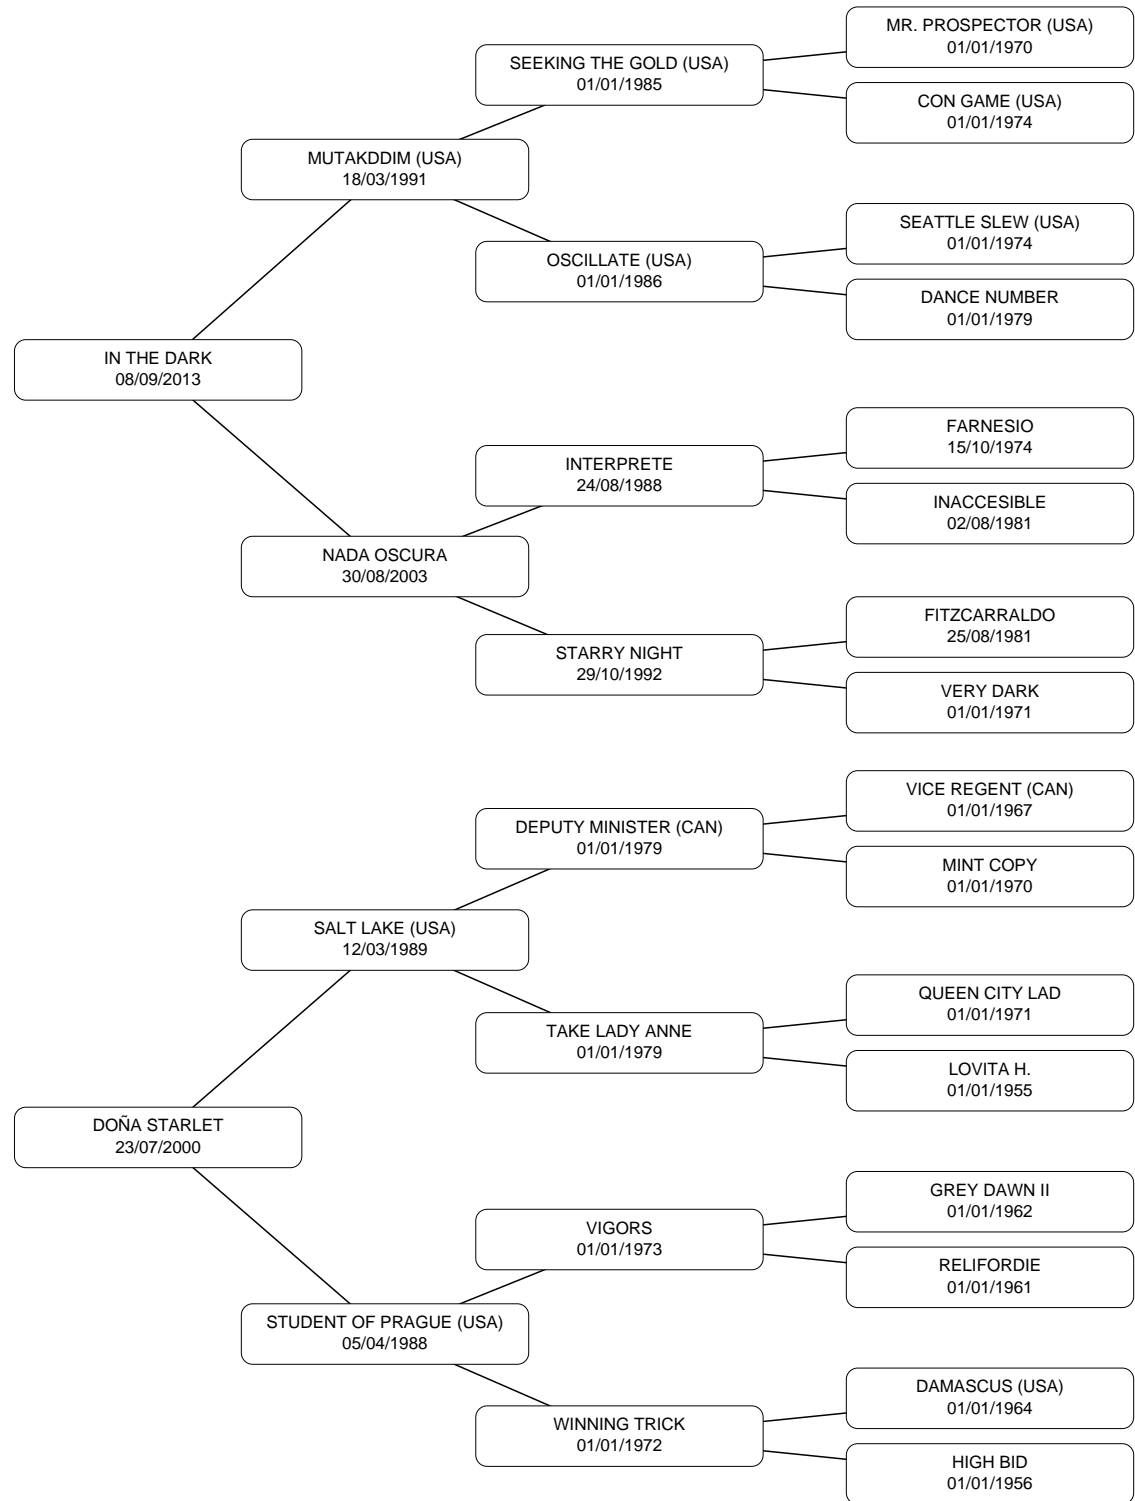 MR. PROSPECTOR (USA)
01/01/1970
SEEKING THE GOLD (USA)
01/01/1985
CON GAME (USA)
01/01/1974
MUTAKDDIM (USA)
18/03/1991
SEATTLE SLEW (USA)
01/01/1974
OSCILLATE (USA)
01/01/1986
DANCE NUMBER
01/01/1979
IN THE DARK
08/09/2013
FARNESIO
15/10/1974
INTERPRETE
24/08/1988
INACCESIBLE
02/08/1981
NADA OSCURA
30/08/2003
FITZCARRALDO
25/08/1981
STARRY NIGHT
29/10/1992
VERY DARK
01/01/1971
VICE REGENT (CAN)
01/01/1967
DEPUTY MINISTER (CAN)
01/01/1979
MINT COPY
01/01/1970
SALT LAKE (USA)
12/03/1989
QUEEN CITY LAD
01/01/1971
TAKE LADY ANNE
01/01/1979
LOVITA H.
01/01/1955
DOÑA STARLET
23/07/2000
GREY DAWN II
01/01/1962
VIGORS
01/01/1973
RELIFORDIE
01/01/1961
STUDENT OF PRAGUE (USA)
05/04/1988
DAMASCUS (USA)
01/01/1964
WINNING TRICK
01/01/1972
HIGH BID
01/01/1956